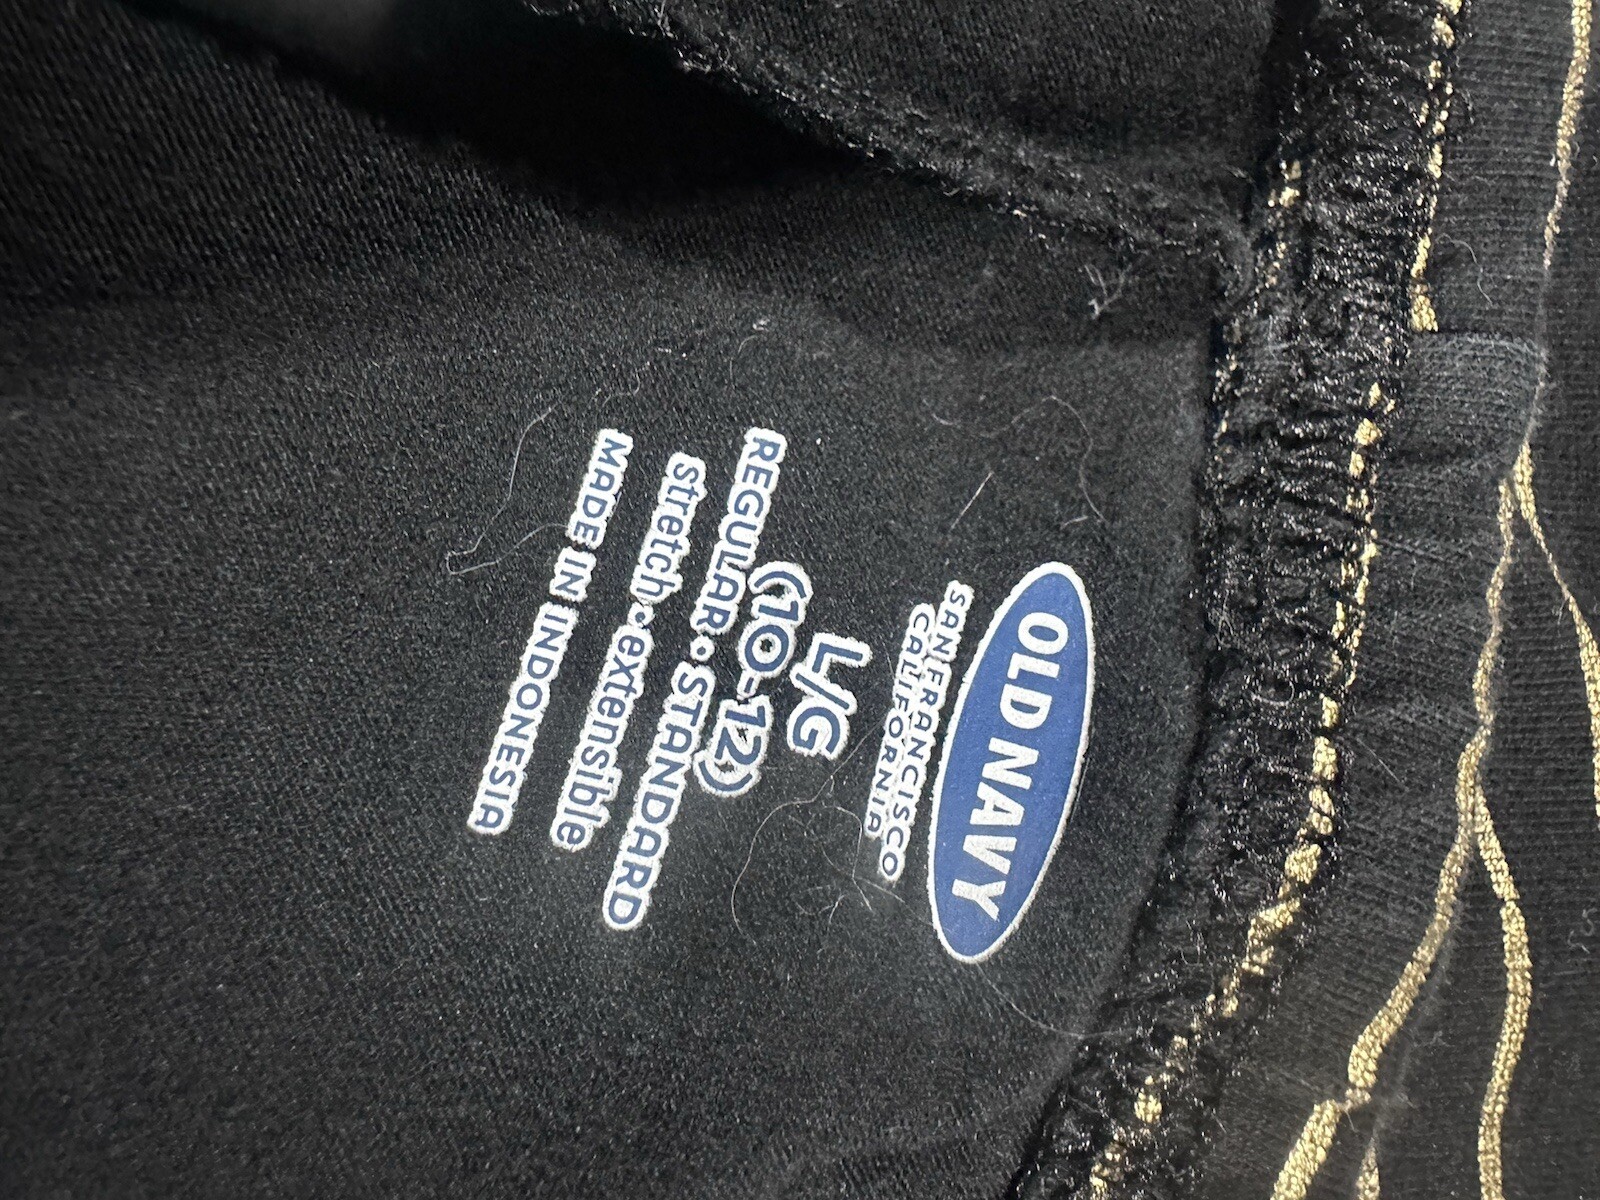 OLD NAVY
SAN FRANCISCO
CALIFORNIA
L/G
(10-12)
REGULAR • STANDARD
stretch • extensible
MADE IN INDONESIA